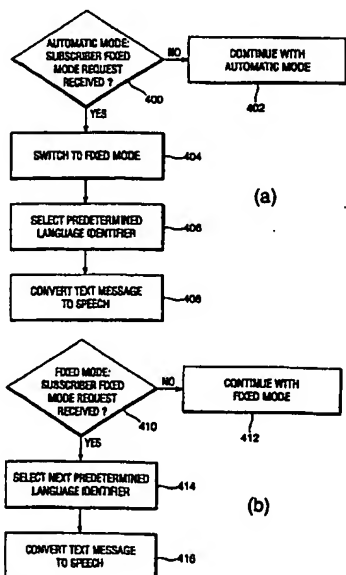 AUTOMATIC MODE:
SUBSCRIBER FIXED
MODE REQUEST
RECEIVED ?
NO
CONTINUE WITH
AUTOMATIC MODE
400
402
YES
SWITCH TO FIXED MODE
404
(a)
SELECT PREDETERMINED
LANGUAGE IDENTIFIER
406
CONVERT TEXT MESSAGE
TO SPEECH
408
FIXED MODE:
SUBSCRIBER FIXED
MODE REQUEST
RECEIVED ?
NO
CONTINUE WITH
FIXED MODE
410
412
YES
SELECT NEXT PREDETERMINED
LANGUAGE IDENTIFIER
414
(b)
CONVERT TEXT MESSAGE
TO SPEECH
416